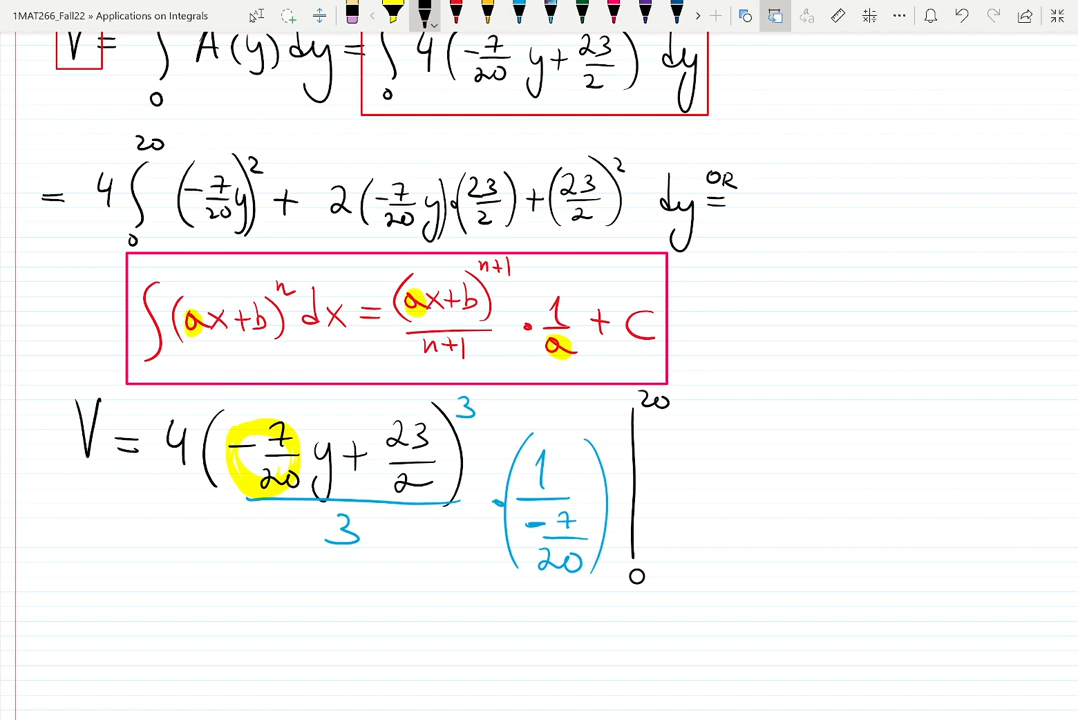 1MAT266_Fall22 » Applications on Integrals
V = ∫₀ A(y) dy = ∫₀ 4(-7/20 y + 23/2) dy
= 4 ∫₀²⁰ (-7/20 y)² + 2(-7/20 y)·(23/2) + (23/2)² dy OR =
∫(ax+b)ⁿ dx = (ax+b)ⁿ⁺¹/(n+1) · 1/a + C
V = 4(-7/20 y + 23/2)³/3 · (1/(-7/20)) |₀²⁰